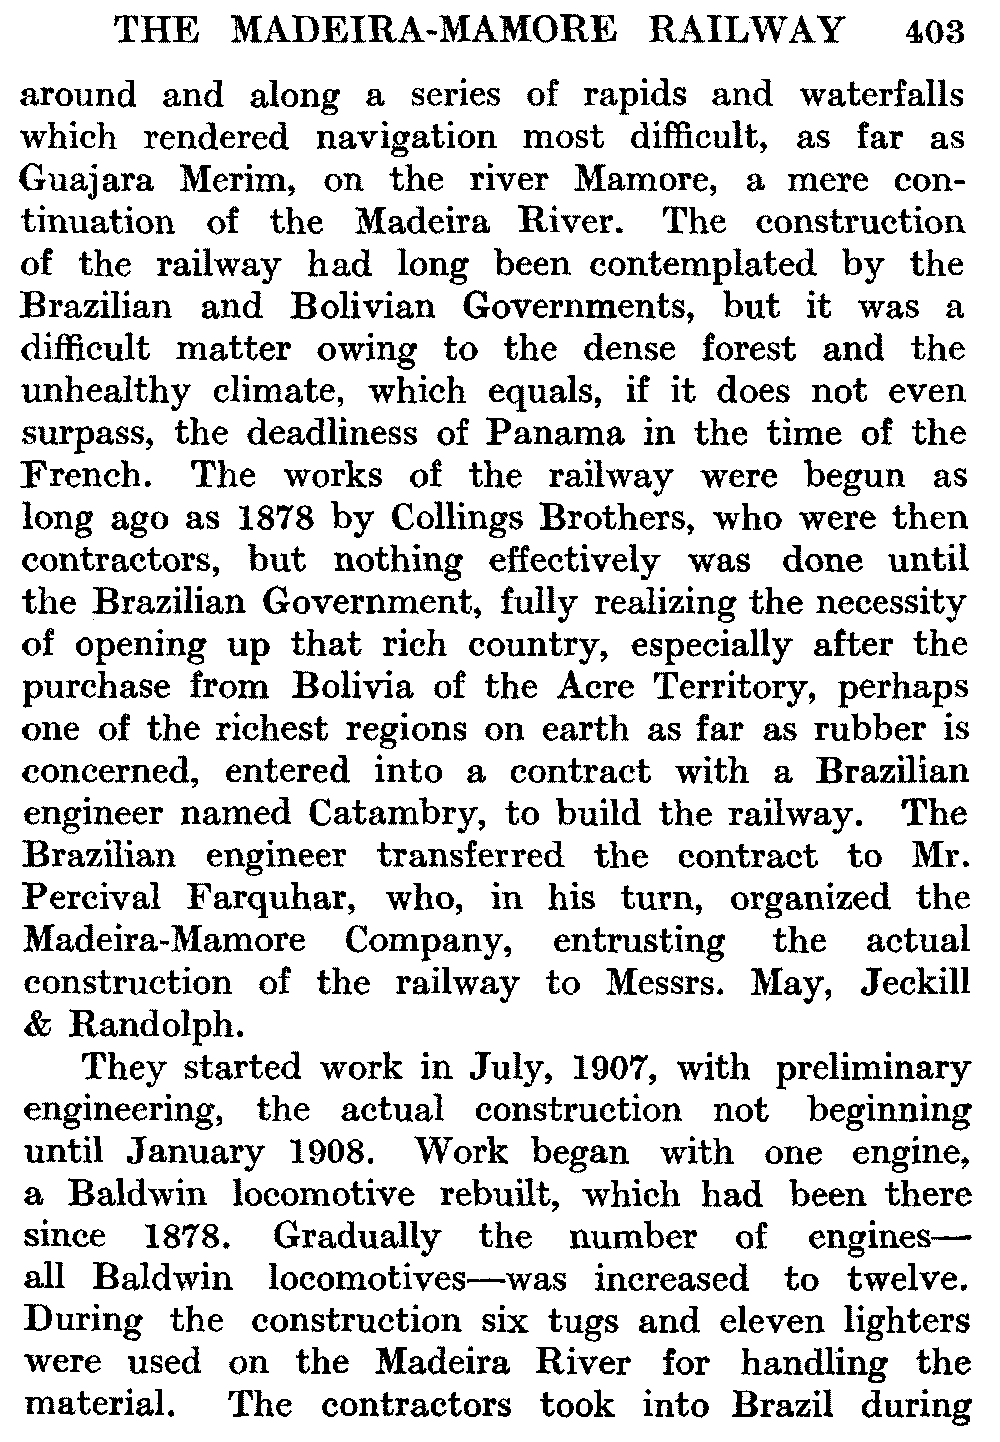 THE MADEIRA-MAMORE RAILWAY 403
around and along a series of rapids and waterfalls
which rendered navigation most difficult, as far as
Guajara Merim, on the river Mamore, a mere con-
tinuation of the Madeira River. The construction
of the railway had long been contemplated by the
Brazilian and Bolivian Governments, but it was a
difficult matter owing to the dense forest and the
unhealthy climate, which equals, if it does not even
surpass, the deadliness of Panama in the time of the
French. The works of the railway were begun as
long ago as 1878 by Collings Brothers, who were then
contractors, but nothing effectively was done until
the Brazilian Government, fully realizing the necessity
of opening up that rich country, especially after the
purchase from Bolivia of the Acre Territory, perhaps
one of the richest regions on earth as far as rubber is
concerned, entered into a contract with a Brazilian
engineer named Catambry, to build the railway. The
Brazilian engineer transferred the contract to Mr.
Percival Farquhar, who, in his turn, organized the
Madeira-Mamore Company, entrusting the actual
construction of the railway to Messrs. May, Jeckill
& Randolph.
They started work in July, 1907, with preliminary
engineering, the actual construction not beginning
until January 1908. Work began with one engine,
a Baldwin locomotive rebuilt, which had been there
since 1878. Gradually the number of engines—
all Baldwin locomotives—was increased to twelve.
During the construction six tugs and eleven lighters
were used on the Madeira River for handling the
material. The contractors took into Brazil during